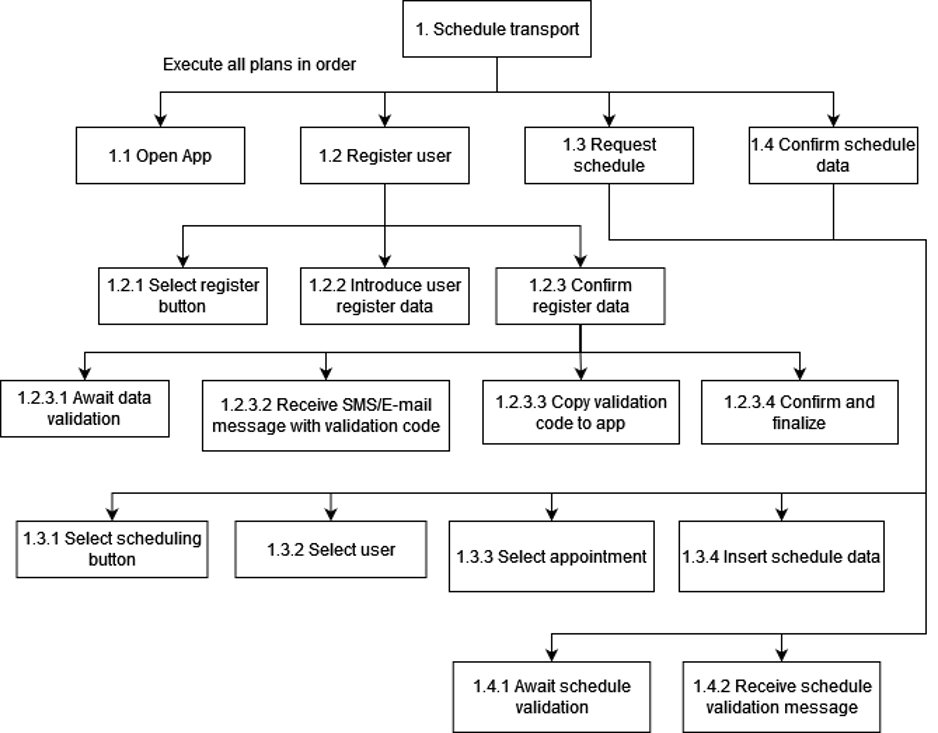 1. Schedule transport
Execute all plans in order
1.1 Open App
1.2 Register user
1.3 Request
schedule
1.4 Confirm schedule
data
1.2.1 Select register
button
1.2.2 Introduce user
register data
1.2.3 Confirm
register data
1.2.3.1 Await data
validation
1.2.3.2 Receive SMS/E-mail
message with validation code
1.2.3.3 Copy validation
code to app
1.2.3.4 Confirm and
finalize
1.3.1 Select scheduling
button
1.3.2 Select user
1.3.3 Select appointment
1.3.4 Insert schedule data
1.4.1 Await schedule
validation
1.4.2 Receive schedule
validation message